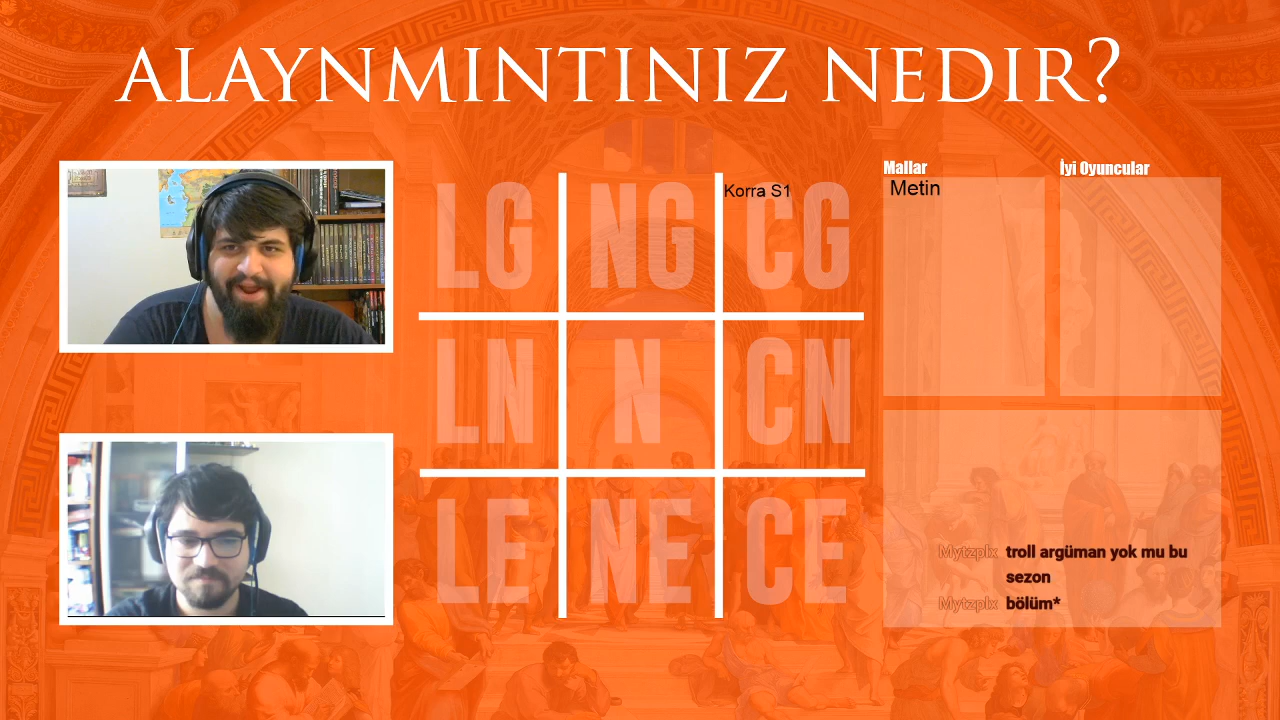 ALAYNMINTINIZ NEDIR?
LG
NG
Korra S1
CG
LN
N
CN
LE
NE
CE
Mallar
İyi Oyuncular
Metin
Mytzplx troll argüman yok mu bu
sezon
Mytzplx bölüm*